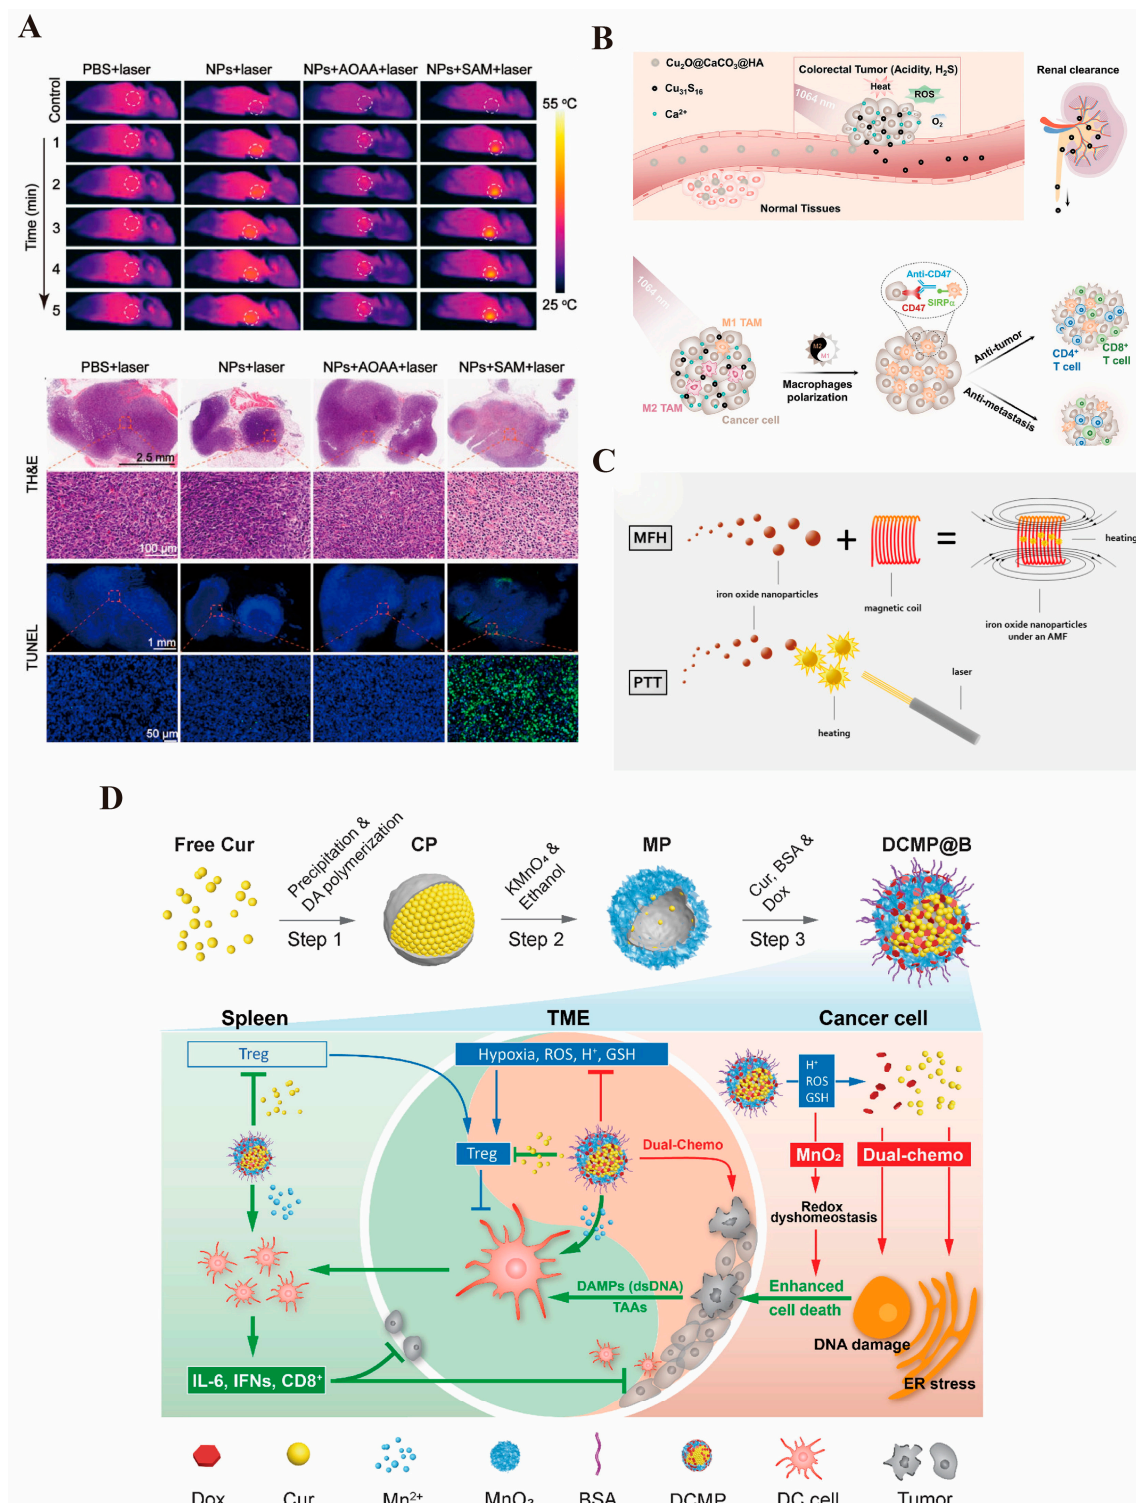 A
PBS+laser
NPs+laser
NPs+AOAA+laser
NPs+SAM+laser
Control
1
2
3
4
5
Time (min)
55 °C
25 °C
PBS+laser
NPs+laser
NPs+AOAA+laser
NPs+SAM+laser
TH&E
2.5 mm
100 μm
TUNEL
1 mm
50 μm
B
Cu₂O@CaCO₃@HA
Cu₃₁S₁₆
Ca²⁺
1064 nm
Colorectal Tumor (Acidity, H₂S)
Heat
ROS
O₂
Normal Tissues
Renal clearance
1064 nm
M1 TAM
M2 TAM
Cancer cell
M2
M1
Macrophages
polarization
Anti-CD47
CD47
SIRPα
Anti-tumor
Anti-metastasis
CD4⁺
T cell
CD8⁺
T cell
C
MFH
+
=
heating
iron oxide nanoparticles
magnetic coil
iron oxide nanoparticles
under an AMF
PTT
laser
heating
D
Free Cur
Precipitation &
DA polymerization
Step 1
CP
KMnO₄ &
Ethanol
Step 2
MP
Cur, BSA &
Dox
Step 3
DCMP@B
Spleen
TME
Cancer cell
Treg
Hypoxia, ROS, H⁺, GSH
H⁺
ROS
GSH
Treg
Dual-Chemo
MnO₂
Dual-chemo
Redox
dyshomeostasis
DAMPs (dsDNA)
TAAs
Enhanced
cell death
DNA damage
ER stress
IL-6, IFNs, CD8⁺
Dox
Cur
Mn²⁺
MnO₂
BSA
DCMP
DC cell
Tumor